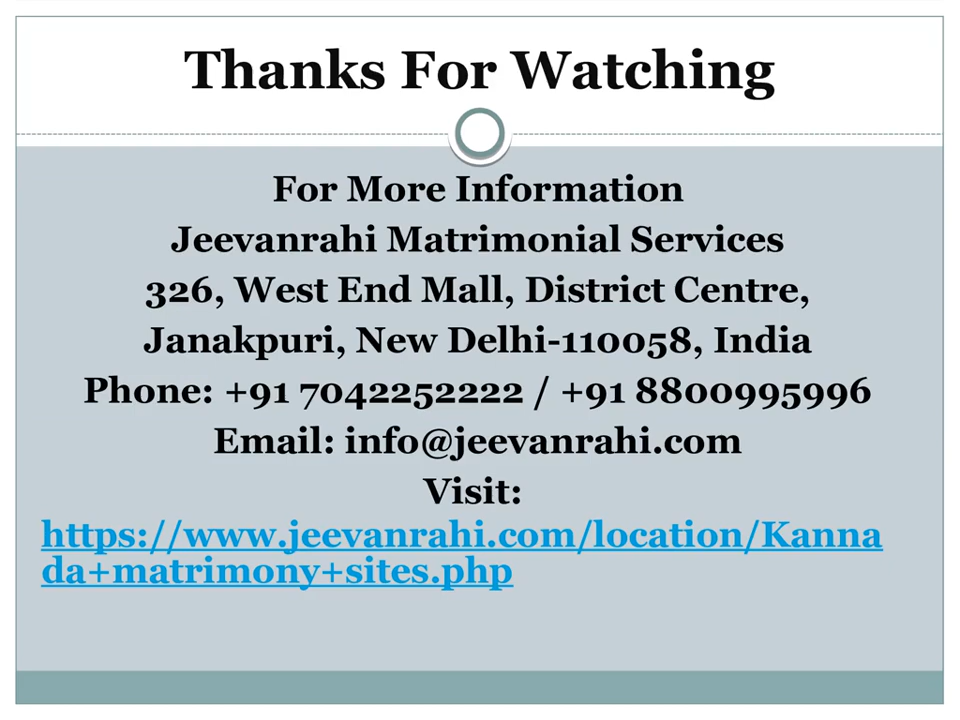 Thanks For Watching
For More Information
Jeevanrahi Matrimonial Services
326, West End Mall, District Centre,
Janakpuri, New Delhi-110058, India
Phone: +91 7042252222 / +91 8800995996
Email: info@jeevanrahi.com
Visit:
https://www.jeevanrahi.com/location/Kanna
da+matrimony+sites.php